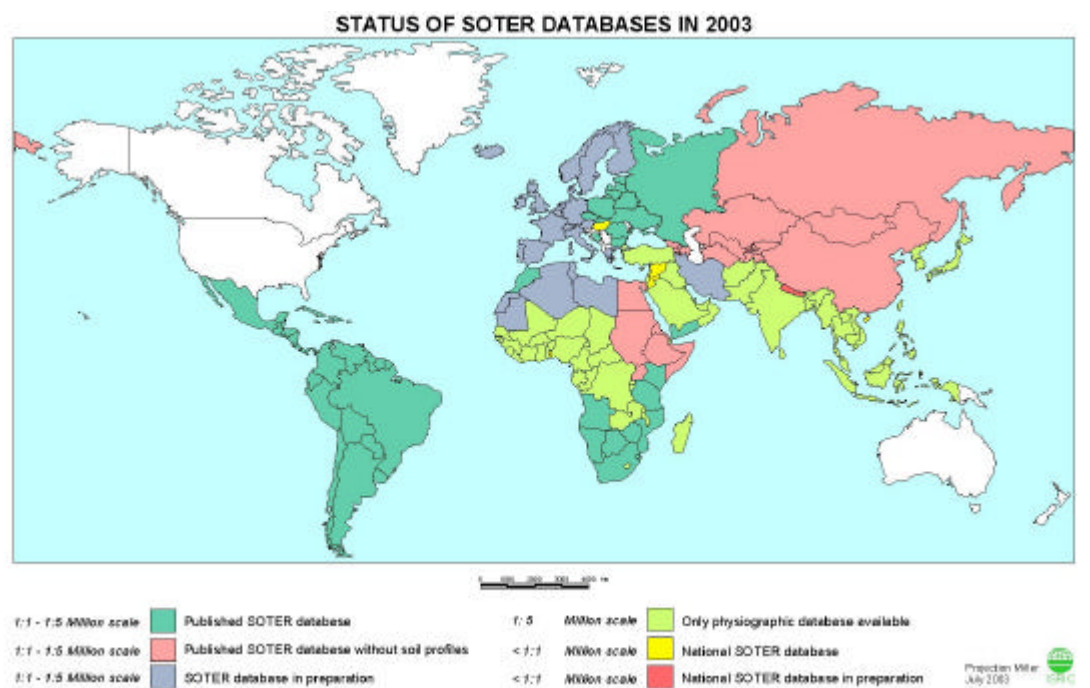 STATUS OF SOTER DATABASES IN 2003
1:1 - 1:5 Million scale Published SOTER database
1:1 - 1:5 Million scale Published SOTER database without soil profiles
1:1 - 1:5 Million scale SOTER database in preparation
1: 5 Million scale Only physiographic database available
< 1:1 Million scale National SOTER database
< 1:1 Million scale National SOTER database in preparation
Projection Miller
July 2003
ISRIC